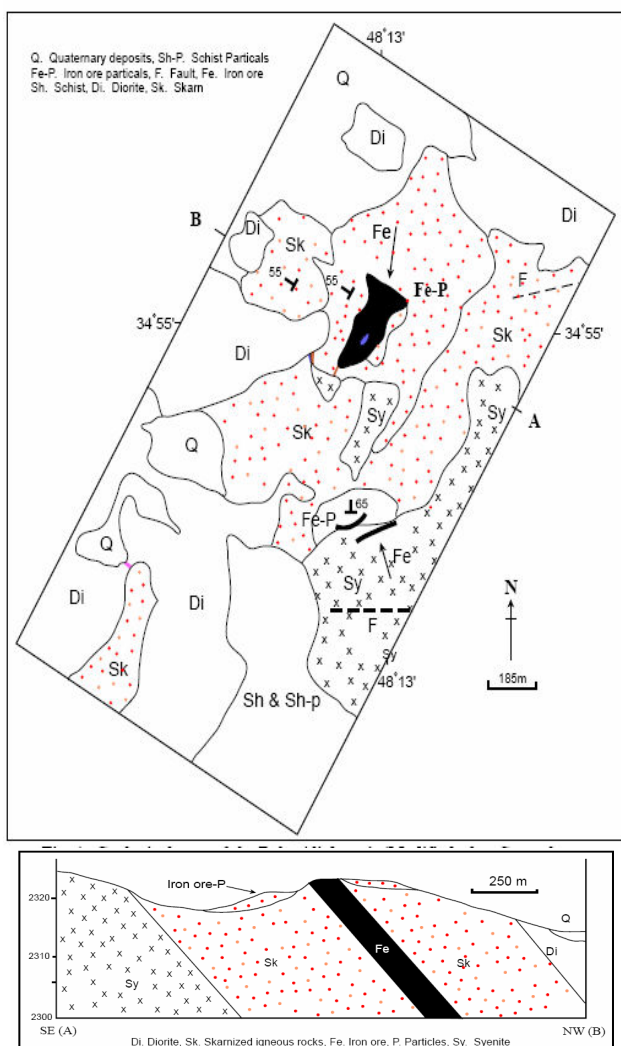 48°13'
Q. Quaternary deposits, Sh-P. Schist Particals
Fe-P. Iron ore particals, F. Fault, Fe. Iron ore
Sh. Schist, Di. Diorite, Sk. Skarn
Q
Di
Di
B
Di
Sk
Fe
55
55
F
Fe-P
34°55'
Sk
34°55'
Di
Sy
Sy
A
Q
Sk
65
Fe-P
Q
Sy
Fe
N
Di
Di
F
185m
Sk
Sy
48°13'
Sh & Sh-p
250 m
Iron ore-P
2320
Q
2310
Fe
Di
Sk
Sk
Sy
2300
SE (A)
NW (B)
Di. Diorite, Sk. Skarnized igneous rocks, Fe. Iron ore, P. Particles, Sy. Syenite